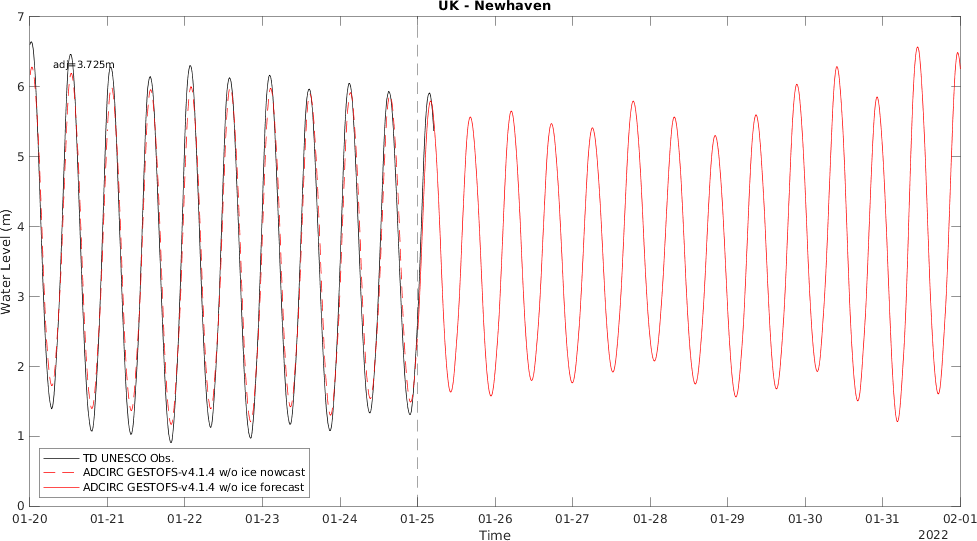 UK - Newhaven
7
adj=3.725m
6
5
4
3
2
1
0
Water Level (m)
TD UNESCO Obs.
ADCIRC GESTOFS-v4.1.4 w/o ice nowcast
ADCIRC GESTOFS-v4.1.4 w/o ice forecast
01-20 01-21 01-22 01-23 01-24 01-25 01-26 01-27 01-28 01-29 01-30 01-31 02-01
Time
2022